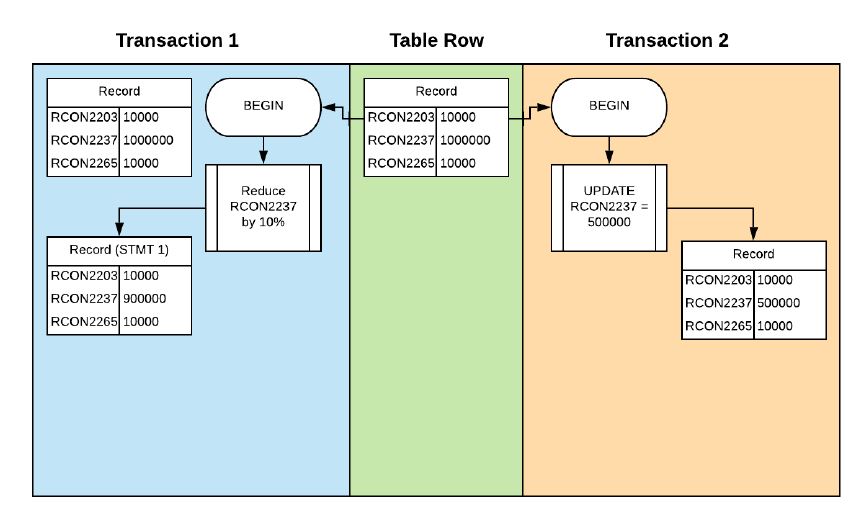 Transaction 1
Table Row
Transaction 2
Record
RCON2203 10000
RCON2237 1000000
RCON2265 10000
BEGIN
Reduce
RCON2237
by 10%
Record (STMT 1)
RCON2203 10000
RCON2237 900000
RCON2265 10000
Record
RCON2203 10000
RCON2237 1000000
RCON2265 10000
BEGIN
UPDATE
RCON2237 =
500000
Record
RCON2203 10000
RCON2237 500000
RCON2265 10000